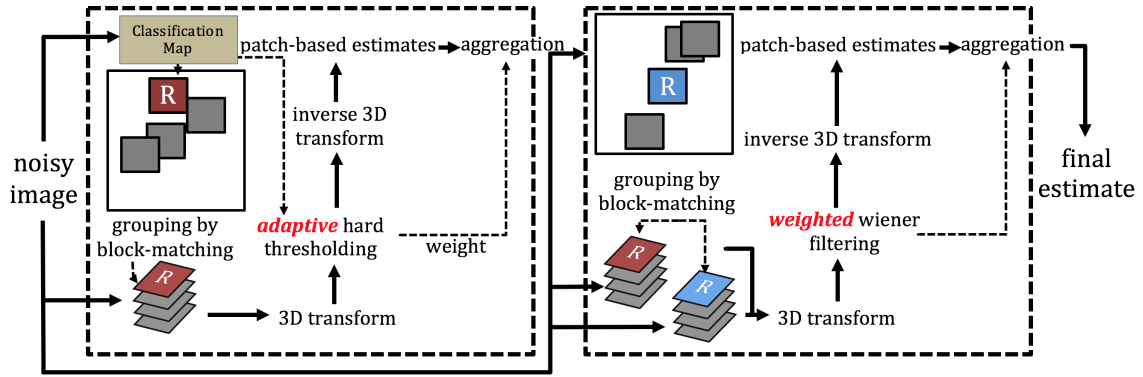 noisy
image
Classification
Map
R
grouping by
block-matching
R
3D transform
adaptive hard
thresholding
inverse 3D
transform
patch-based estimates
aggregation
weight
R
grouping by
block-matching
R
R
3D transform
weighted wiener
filtering
inverse 3D transform
patch-based estimates
aggregation
final
estimate